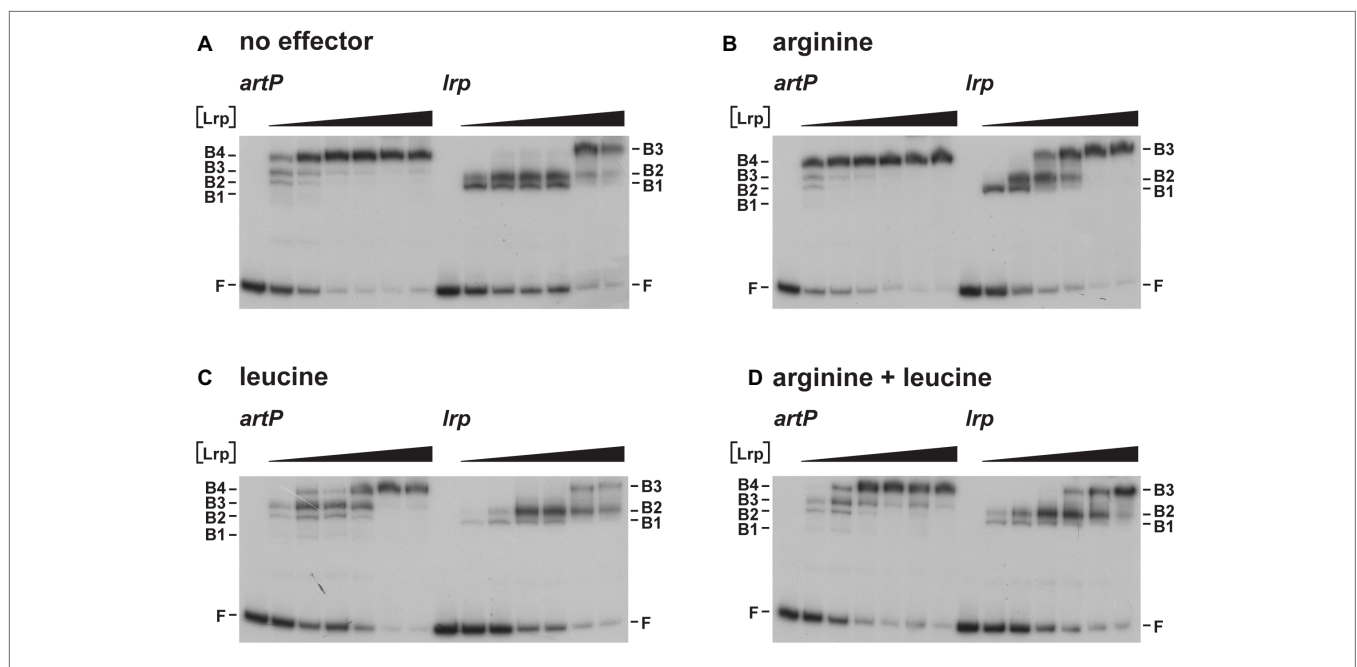 A no effector
artP lrp
[Lrp]
B4
B3
B2
B1
F
B3
B2
B1
F
B arginine
artP lrp
[Lrp]
B4
B3
B2
B1
F
B3
B2
B1
F
C leucine
artP lrp
[Lrp]
B4
B3
B2
B1
F
B3
B2
B1
F
D arginine + leucine
artP lrp
[Lrp]
B4
B3
B2
B1
F
B3
B2
B1
F